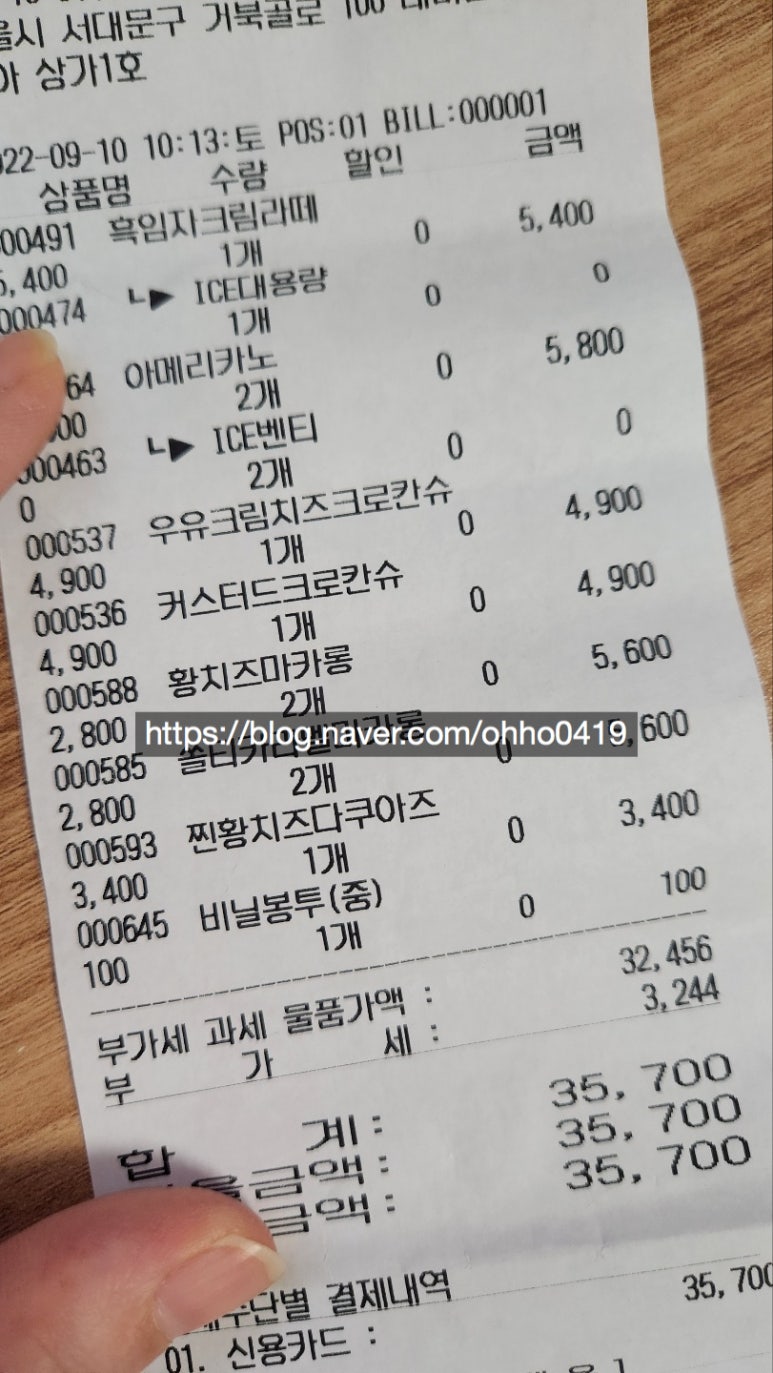 서대문구 거북골로 100
상가1호
22-09-10 10:13:토 POS:01 BILL:000001
상품명 수량 할인 금액
00491 흑임자크림라떼
1개 0 5,400
5,400
000474 ㄴ▶ ICE대용량
1개 0 0
64 아메리카노
2개 0 5,800
00
000463 ㄴ▶ ICE벤티
2개 0 0
0
000537 우유크림치즈크로칸슈
1개 0 4,900
4,900
000536 커스터드크로칸슈
1개 0 4,900
4,900
000588 황치즈마카롱
2개 0 5,600
2,800
https://blog.naver.com/ohho0419
000585
2개 0 5,600
2,800
000593 찐황치즈다쿠아즈
1개 0 3,400
3,400
000645 비닐봉투(중)
1개 0 100
100
부가세 과세 물품가액 : 32,456
부 가 세 : 3,244
합 계: 35,700
금액: 35,700
금액: 35,700
단별 결제내역
01. 신용카드 : 35,700